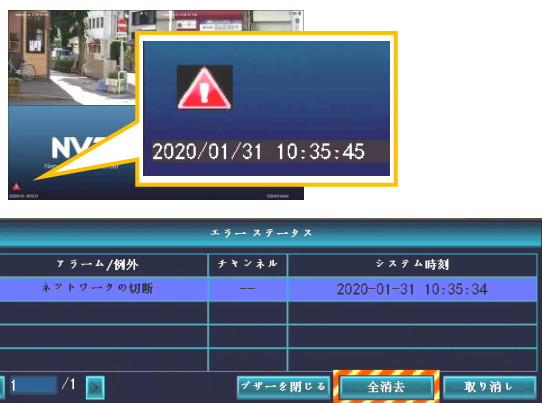 NV
2020/01/31 10:35:45
エラーステータス
アラーム/例外 チャンネル システム時刻
ネットワークの切断 -- 2020-01-31 10:35:34
1 /1 > ブザーを閉じる 全消去 取り消し